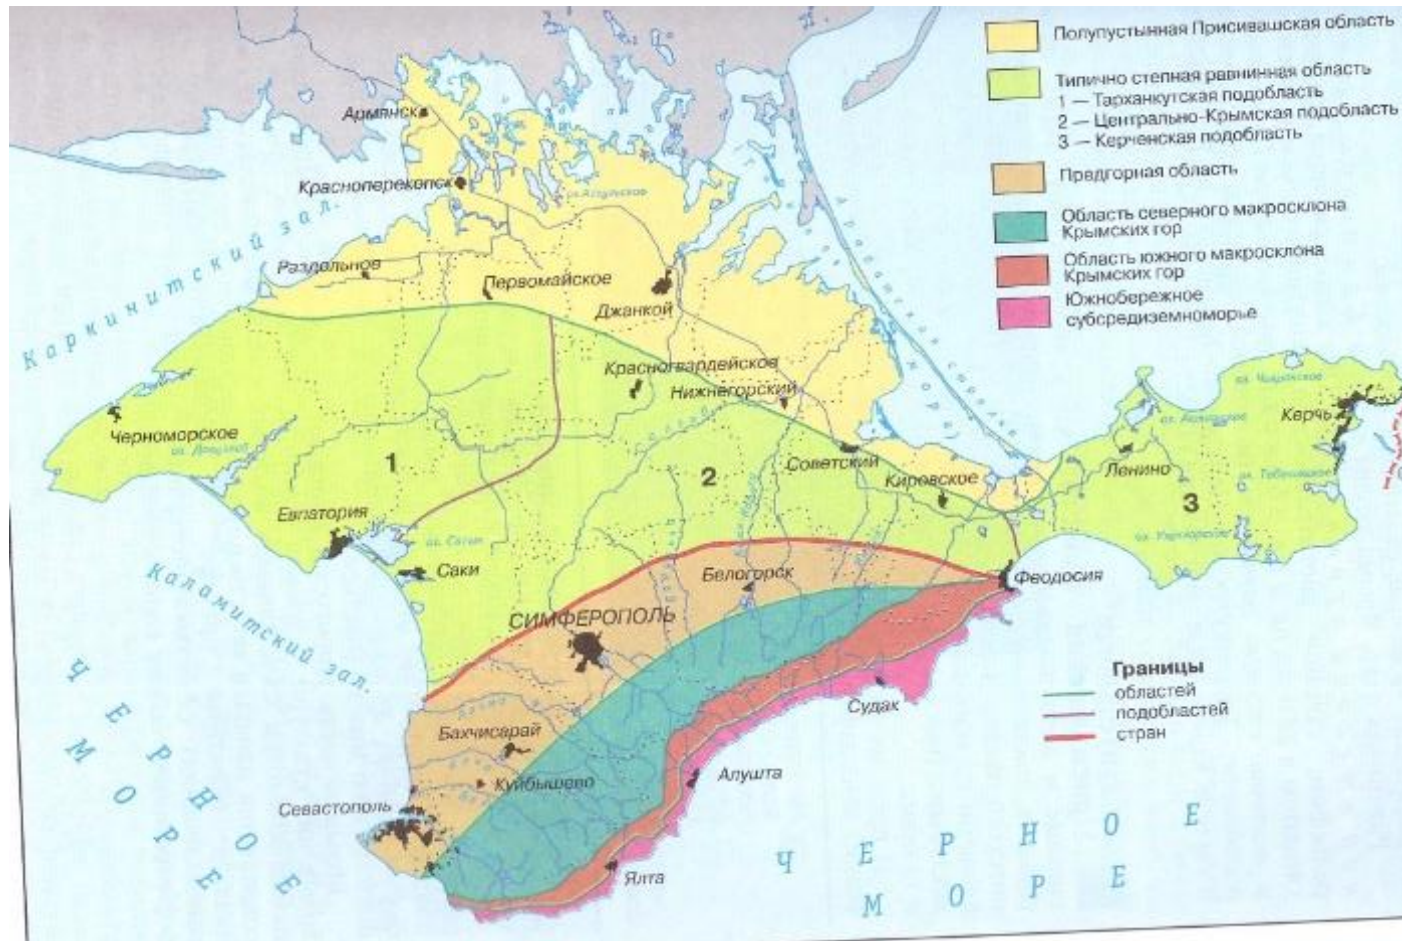 Полупустынная Присивашская область
Типично степная равнинная область
1 — Тарханкутская подобласть
2 — Центрально-Крымская подобласть
3 — Керченская подобласть
Предгорная область
Область северного макросклона
Крымских гор
Область южного макросклона
Крымских гор
Южнобережное
субсредиземноморье
Армянск
Красноперекопск
Каркинитский зал.
Раздольное
Первомайское
Джанкой
Красногвардейское
Нижнегорский
Черноморское
1
2
Советский
Кировское
Ленино
Керчь
3
Евпатория
Саки
Каламитский зал.
Белогорск
Феодосия
СИМФЕРОПОЛЬ
Судак
Бахчисарай
Куйбышево
Алушта
Севастополь
Ялта
ЧЕРНОЕ
МОРЕ
ЧЕРНОЕ
МОРЕ
Границы
областей
подобластей
стран